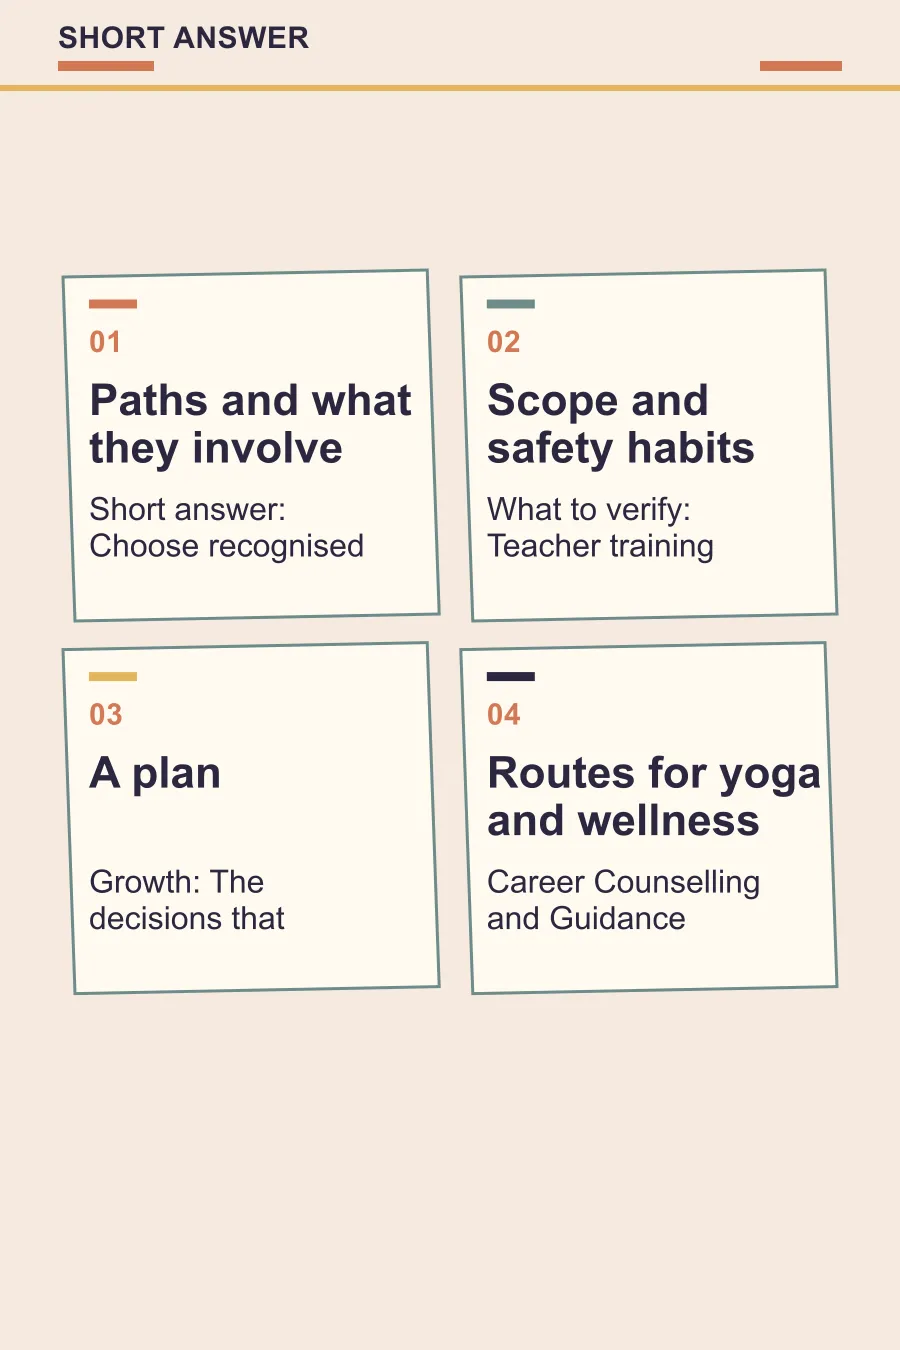 SHORT ANSWER
01
Paths and what
they involve
Short answer:
Choose recognised
02
Scope and
safety habits
What to verify:
Teacher training
03
A plan
Growth: The
decisions that
04
Routes for yoga
and wellness
Career Counselling
and Guidance